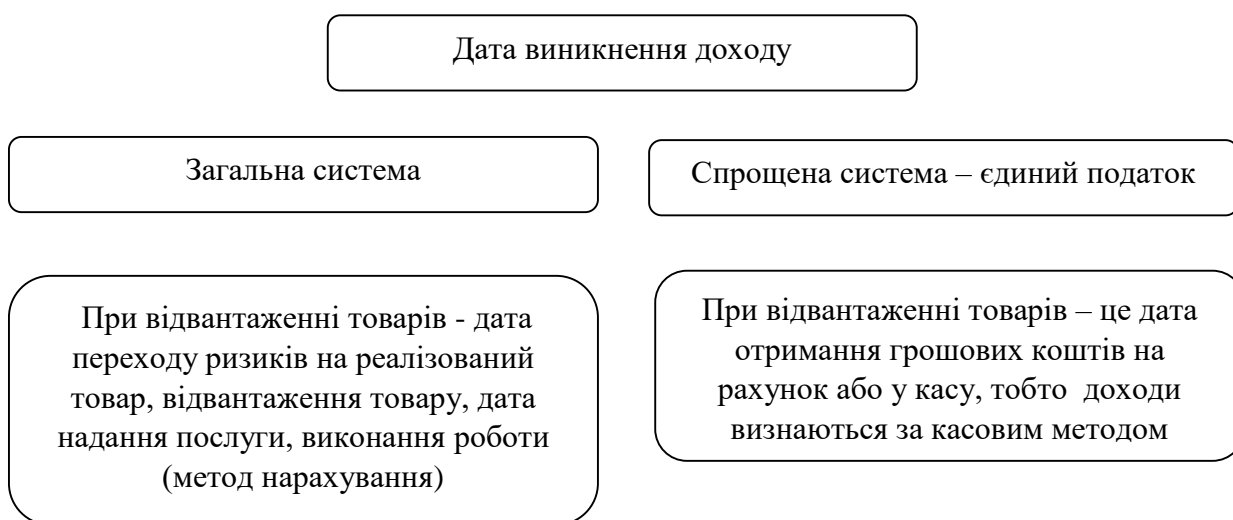 Дата виникнення доходу
Загальна система
Спрощена система – єдиний податок
При відвантаженні товарів - дата
переходу ризиків на реалізований
товар, відвантаження товару, дата
надання послуги, виконання роботи
(метод нарахування)
При відвантаженні товарів – це дата
отримання грошових коштів на
рахунок або у касу, тобто доходи
визнаються за касовим методом